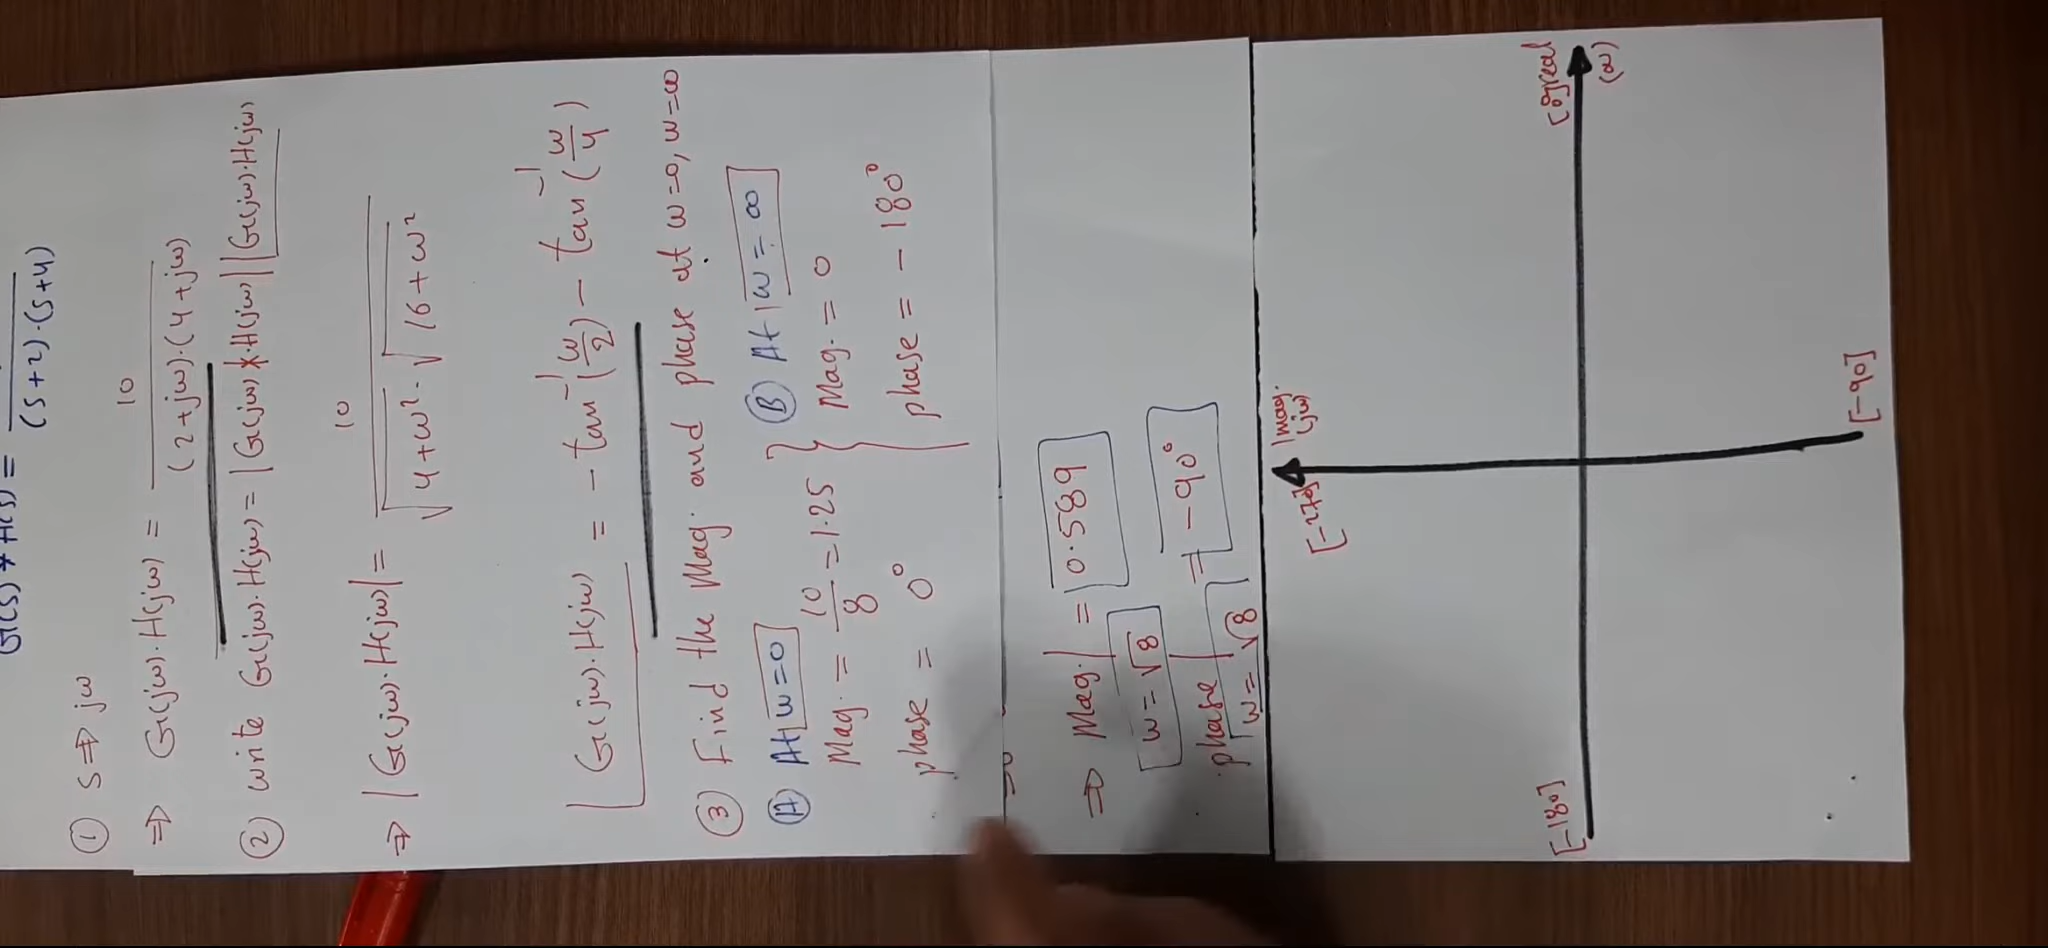 G(s) * H(s) = 10 / (s+2)·(s+4)
① s ⇒ jω
⇒ G(jω)·H(jω) = 10 / (2+jω)·(4+jω)
② write G(jω)·H(jω) = |G(jω)*H(jω)| ∠G(jω)·H(jω)
⇒ |G(jω)·H(jω)| = 10 / √4+ω² · √16+ω²
∠G(jω)·H(jω) = -tan⁻¹(ω/2) - tan⁻¹(ω/4)
③ Find the Mag. and phase at ω=0, ω=∞
Ⓐ At ω=0
Mag. = 10/8 = 1.25
phase = 0°
Ⓑ At ω=∞
Mag. = 0
phase = -180°
⇒ Mag.| ω=√8 = 0.589
phase| ω=√8 = -90°
Imag. (jω)
[-270]
[0] real
(α)
[-180]
[-90]